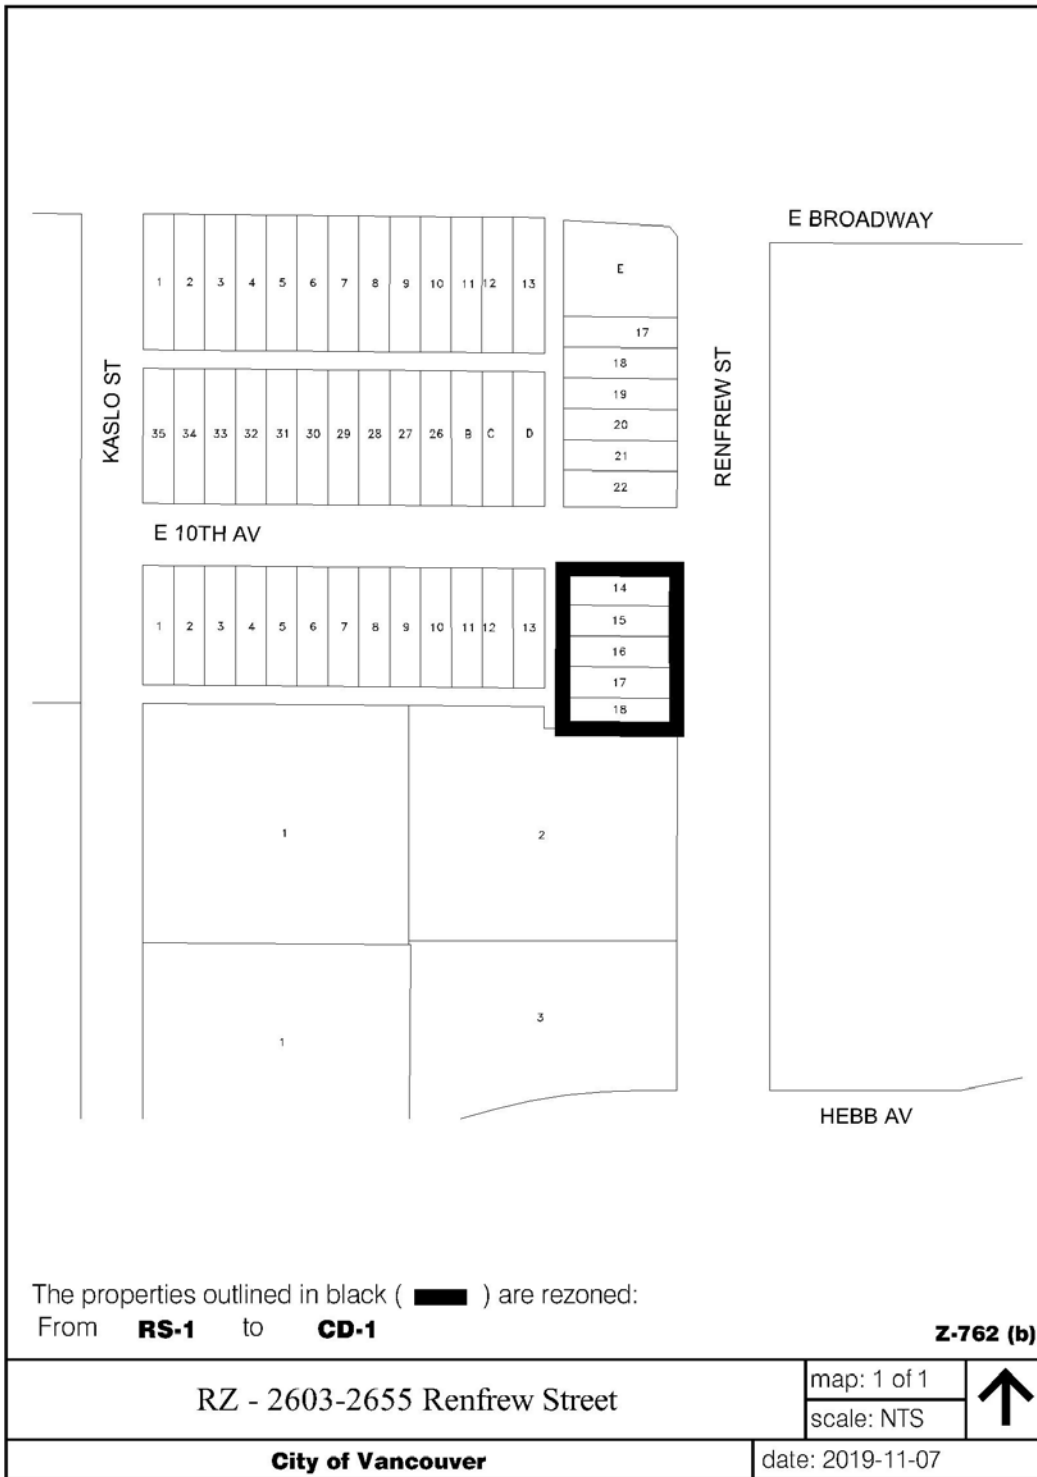 E BROADWAY
E
1 2 3 4 5 6 7 8 9 10 11 12 13
17
18
19
20
21
22
KASLO ST
RENFREW ST
35 34 33 32 31 30 29 28 27 26 B C D
E 10TH AV
14
15
16
17
18
1 2 3 4 5 6 7 8 9 10 11 12 13
1
2
1
3
HEBB AV
The properties outlined in black ( ) are rezoned:
From RS-1 to CD-1
Z-762 (b)
RZ - 2603-2655 Renfrew Street
map: 1 of 1
scale: NTS
City of Vancouver
date: 2019-11-07